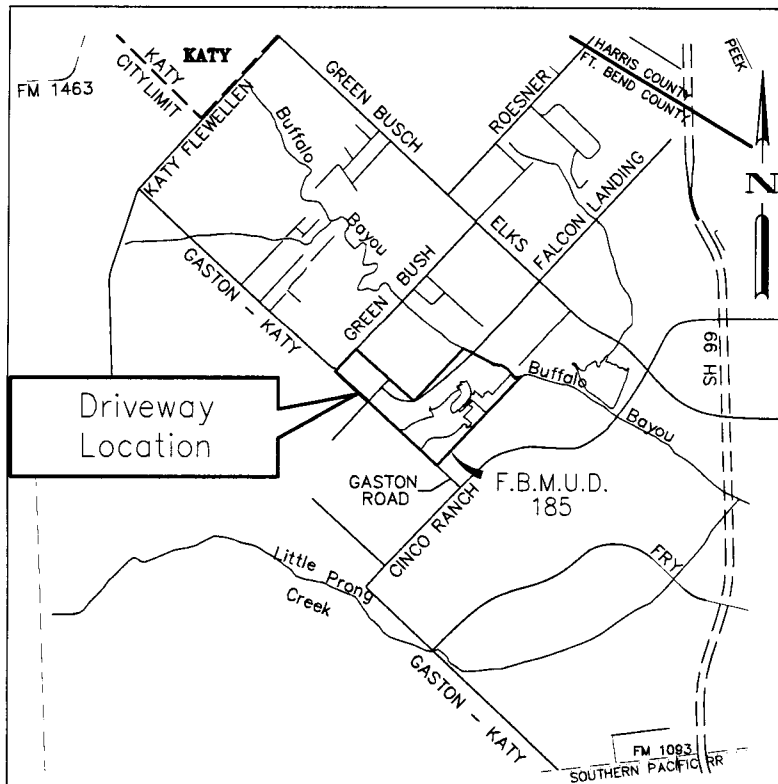 KATY
KATY
CITY LIMIT
FM 1463
KATY FLEWELLEN
GREEN BUSCH
Buffalo
Bayou
ROESNER
HARRIS COUNTY
FT. BEND COUNTY
PEEK
N
ELKS
FALCON LANDING
GASTON - KATY
GREEN BUSH
SH 99
Driveway
Location
Buffalo
Bayou
GASTON
ROAD
F.B.M.U.D.
185
CINCO RANCH
Little Prong
Creek
FRY
GASTON - KATY
FM 1093
SOUTHERN PACIFIC RR